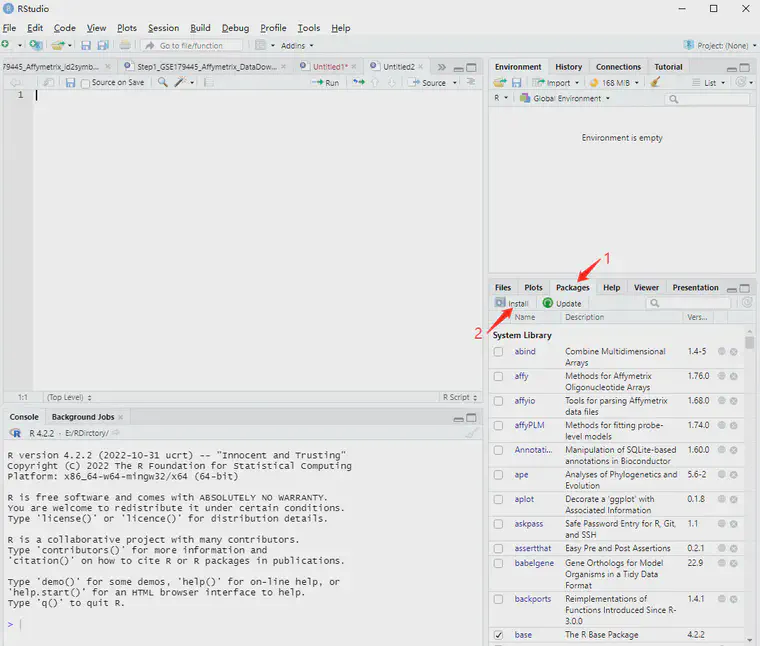 RStudio
File Edit Code View Plots Session Build Debug Profile Tools Help
Go to file/function Addins Project: (None)
79445_Affymetrix_id2symb... Step1_GSE179445_Affymetrix_DataDow... Untitled1* Untitled2
Source on Save Run Source
1
1:1 (Top Level) R Script
Console Background Jobs
R 4.2.2 · E:/RDirctory/
R version 4.2.2 (2022-10-31 ucrt) -- "Innocent and Trusting"
Copyright (C) 2022 The R Foundation for Statistical Computing
Platform: x86_64-w64-mingw32/x64 (64-bit)
R is free software and comes with ABSOLUTELY NO WARRANTY.
You are welcome to redistribute it under certain conditions.
Type 'license()' or 'licence()' for distribution details.
R is a collaborative project with many contributors.
Type 'contributors()' for more information and
'citation()' on how to cite R or R packages in publications.
Type 'demo()' for some demos, 'help()' for on-line help, or
'help.start()' for an HTML browser interface to help.
Type 'q()' to quit R.
>
Environment History Connections Tutorial
Import 168 MiB List
R Global Environment
Environment is empty
1
Files Plots Packages Help Viewer Presentation
Install Update
2
Name Description Vers...
System Library
abind Combine Multidimensional 1.4-5
Arrays
affy Methods for Affymetrix 1.76.0
Oligonucleotide Arrays
affyio Tools for parsing Affymetrix 1.68.0
data files
affyPLM Methods for fitting probe- 1.74.0
level models
Annotati... Manipulation of SQLite-based 1.60.0
annotations in Bioconductor
ape Analyses of Phylogenetics and 5.6-2
Evolution
aplot Decorate a 'ggplot' with 0.1.8
Associated Information
askpass Safe Password Entry for R, Git, 1.1
and SSH
assertthat Easy Pre and Post Assertions 0.2.1
babelgene Gene Orthologs for Model 22.9
Organisms in a Tidy Data
Format
backports Reimplementations of 1.4.1
Functions Introduced Since R-
3.0.0
base The R Base Package 4.2.2